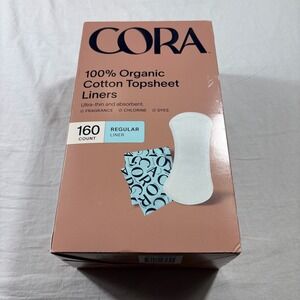 CORA
100% Organic
Cotton Topsheet
Liners
Ultra-thin and absorbent.
FRAGRANCE CHLORINE DYES
160
COUNT
REGULAR
LINER